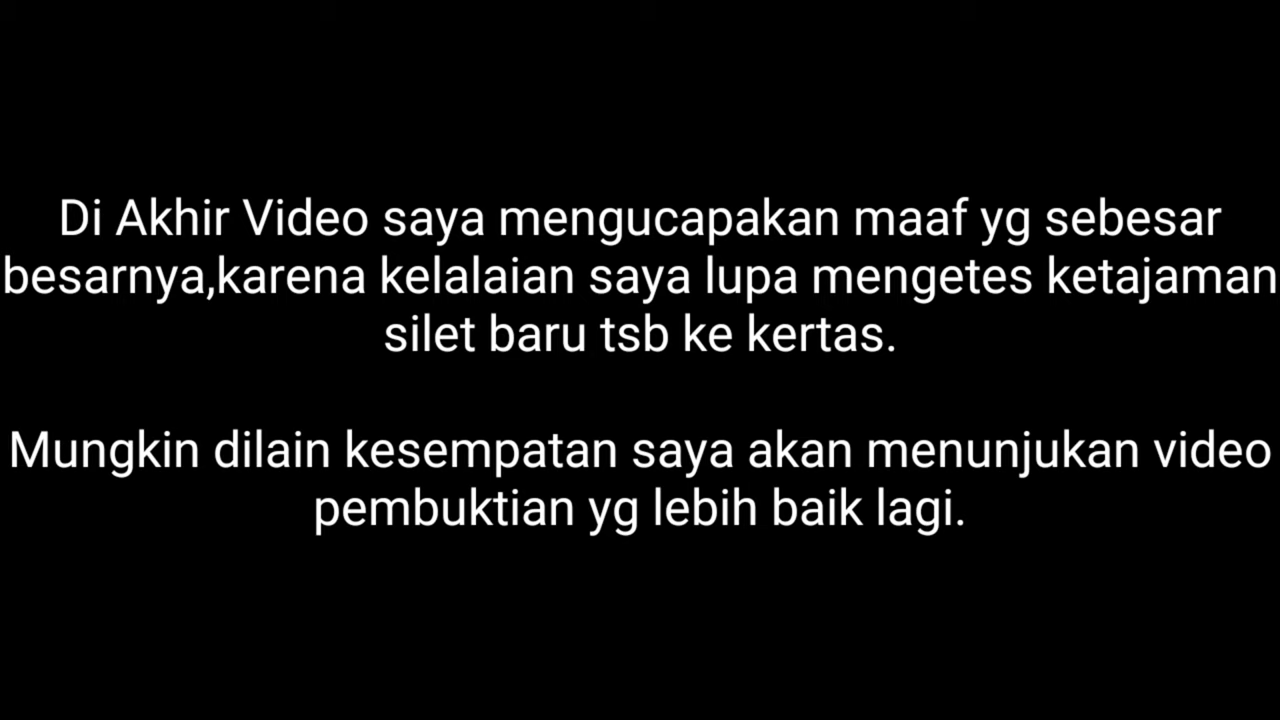 Di Akhir Video saya mengucapakan maaf yg sebesar
besarnya,karena kelalaian saya lupa mengetes ketajaman
silet baru tsb ke kertas.
Mungkin dilain kesempatan saya akan menunjukan video
pembuktian yg lebih baik lagi.